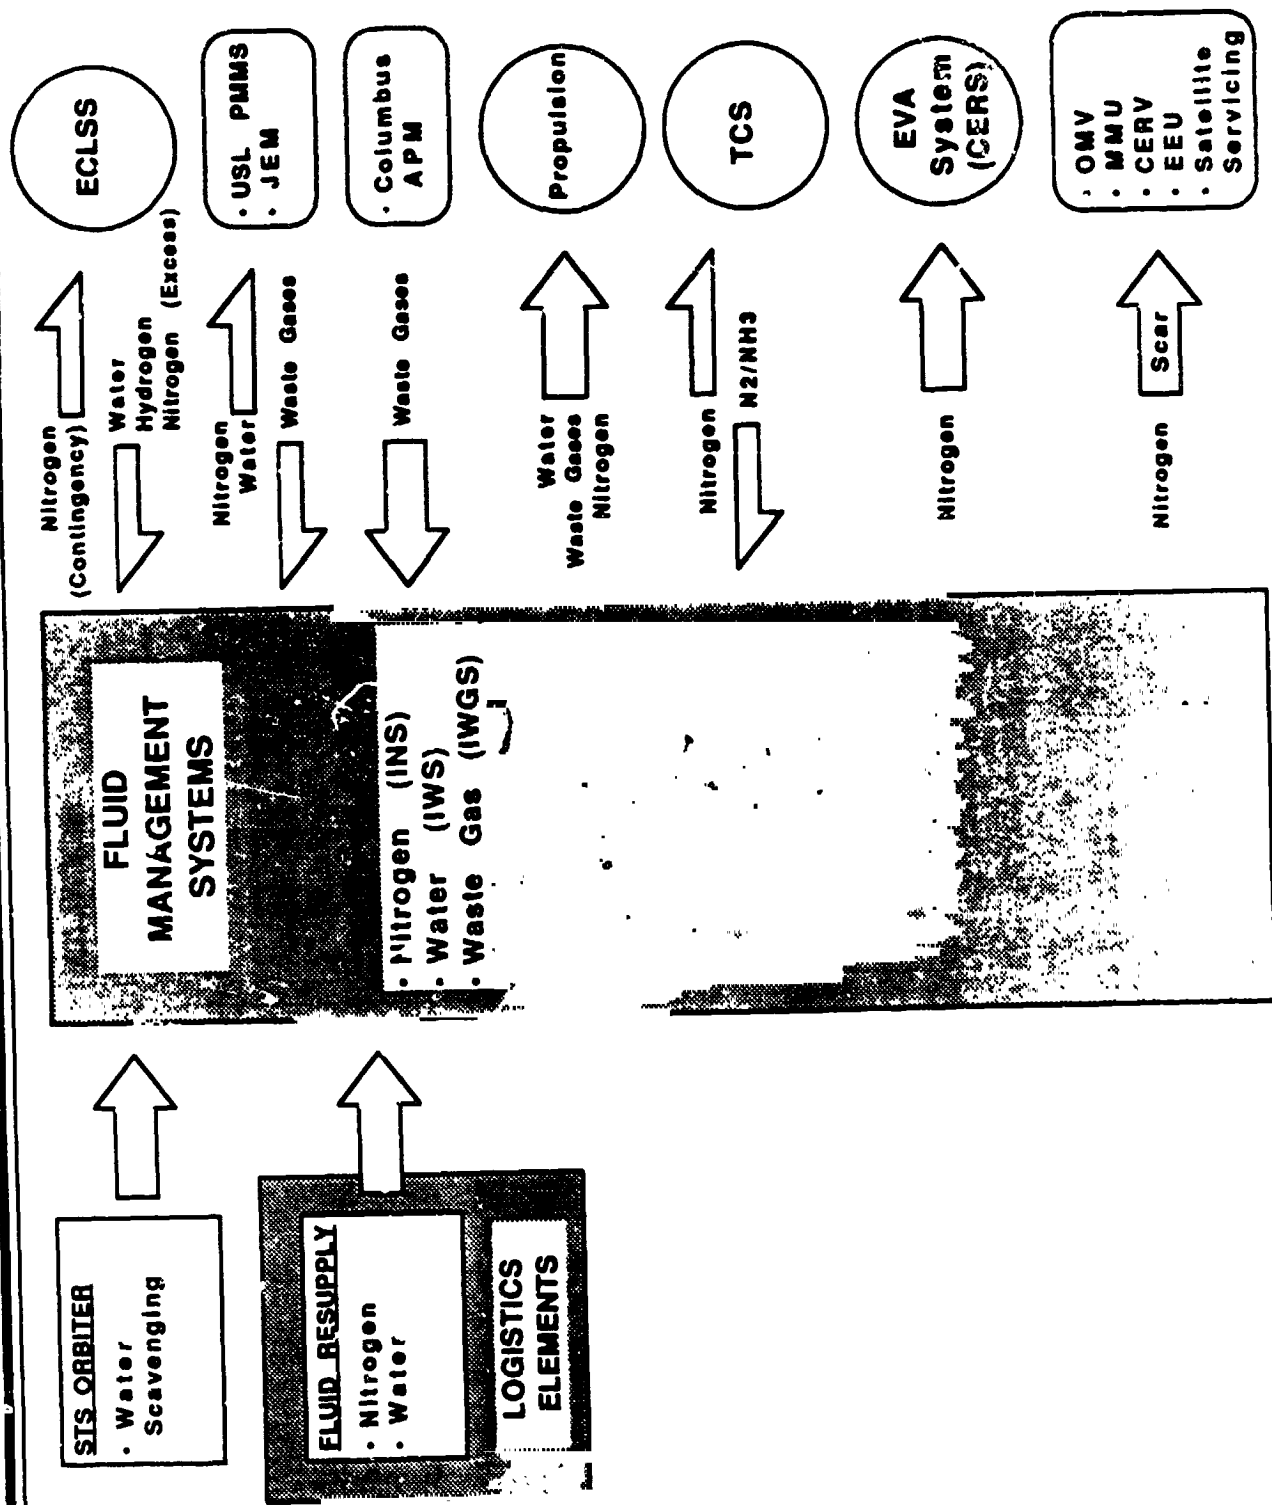 STS ORBITER
· Water
Scavenging
FLUID RESUPPLY
· Nitrogen
· Water
LOGISTICS
ELEMENTS
FLUID
MANAGEMENT
SYSTEMS
· Nitrogen (INS)
· Water (IWS)
· Waste Gas (IWGS)
Nitrogen
(Contingency)
Water
Hydrogen
Nitrogen (Excess)
ECLSS
Nitrogen
Water
Waste Gases
· USL PMMS
· JEM
Waste Gases
· Columbus
APM
Water
Waste Gases
Nitrogen
Propulsion
Nitrogen
N2/NH3
TCS
Nitrogen
EVA
System
(CERS)
Nitrogen
Scar
· OMV
· MMU
· CERV
· EEU
· Satellite
Servicing